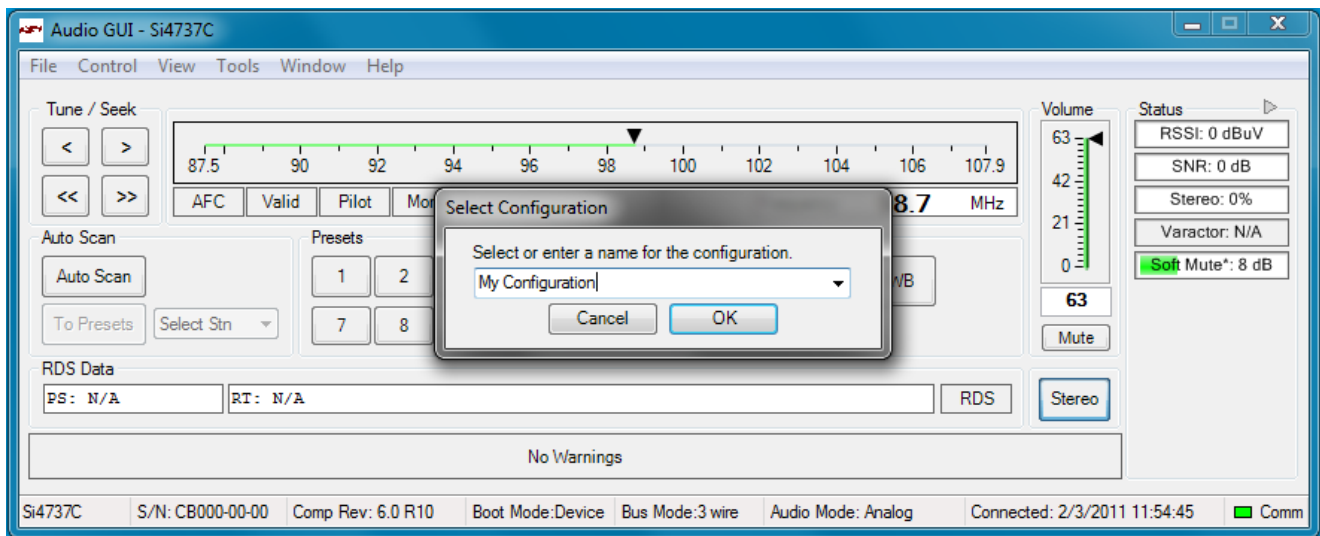 Audio GUI - Si4737C
X
File Control View Tools Window Help
Tune / Seek
< >
<< >>
87.5 90 92 94 96 98 100 102 104 106 107.9
AFC Valid Pilot
8.7 MHz
Volume
63
42
21
0
63
Mute
Status
RSSI: 0 dBuV
SNR: 0 dB
Stereo: 0%
Varactor: N/A
Soft Mute*: 8 dB
Select Configuration
Select or enter a name for the configuration.
My Configuration
Cancel OK
Auto Scan
Auto Scan
To Presets Select Stn
Presets
1 2
7 8
WB
RDS Data
PS: N/A RT: N/A RDS
Stereo
No Warnings
Si4737C S/N: CB000-00-00 Comp Rev: 6.0 R10 Boot Mode:Device Bus Mode:3 wire Audio Mode: Analog Connected: 2/3/2011 11:54:45 Comm